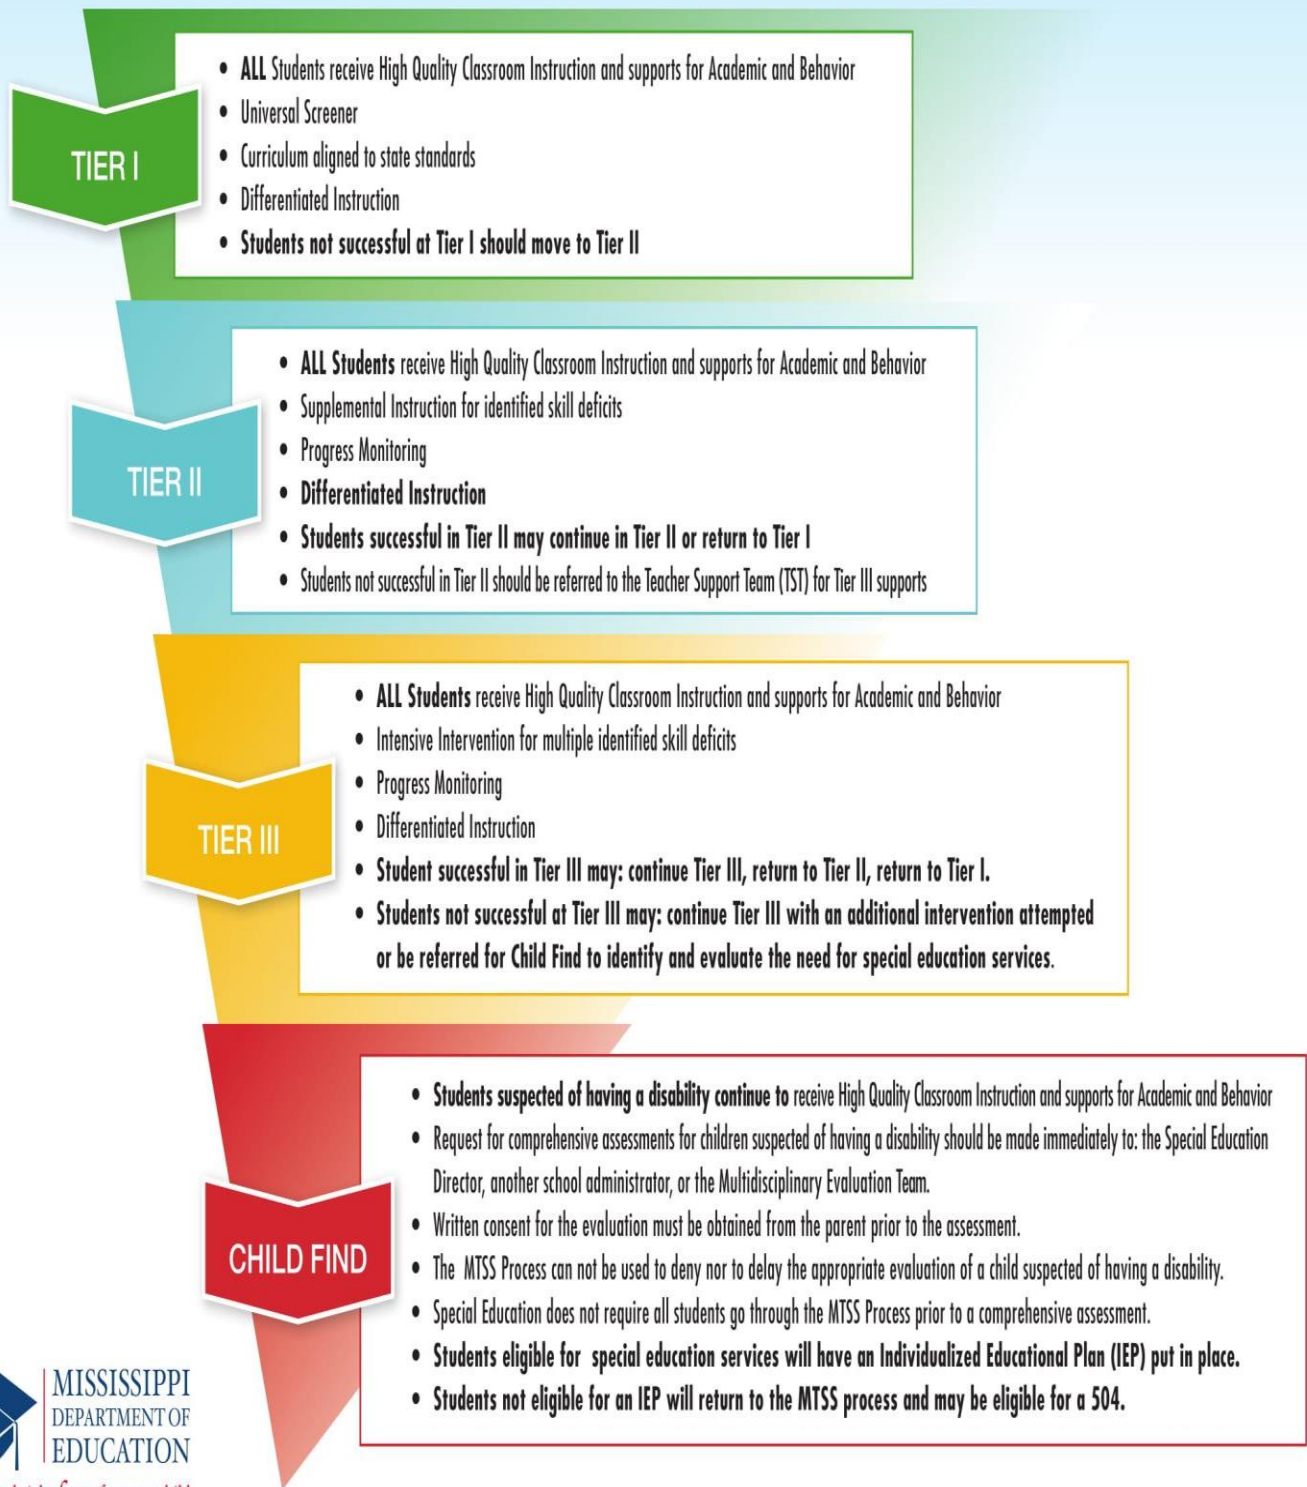 TIER I
• ALL Students receive High Quality Classroom Instruction and supports for Academic and Behavior
• Universal Screener
• Curriculum aligned to state standards
• Differentiated Instruction
• Students not successful at Tier I should move to Tier II
TIER II
• ALL Students receive High Quality Classroom Instruction and supports for Academic and Behavior
• Supplemental Instruction for identified skill deficits
• Progress Monitoring
• Differentiated Instruction
• Students successful in Tier II may continue in Tier II or return to Tier I
• Students not successful in Tier II should be referred to the Teacher Support Team (TST) for Tier III supports
TIER III
• ALL Students receive High Quality Classroom Instruction and supports for Academic and Behavior
• Intensive Intervention for multiple identified skill deficits
• Progress Monitoring
• Differentiated Instruction
• Student successful in Tier III may: continue Tier III, return to Tier II, return to Tier I.
• Students not successful at Tier III may: continue Tier III with an additional intervention attempted
or be referred for Child Find to identify and evaluate the need for special education services.
CHILD FIND
• Students suspected of having a disability continue to receive High Quality Classroom Instruction and supports for Academic and Behavior
• Request for comprehensive assessments for children suspected of having a disability should be made immediately to: the Special Education
Director, another school administrator, or the Multidisciplinary Evaluation Team.
• Written consent for the evaluation must be obtained from the parent prior to the assessment.
• The MTSS Process can not be used to deny nor to delay the appropriate evaluation of a child suspected of having a disability.
• Special Education does not require all students go through the MTSS Process prior to a comprehensive assessment.
• Students eligible for special education services will have an Individualized Educational Plan (IEP) put in place.
• Students not eligible for an IEP will return to the MTSS process and may be eligible for a 504.
MISSISSIPPI
DEPARTMENT OF
EDUCATION